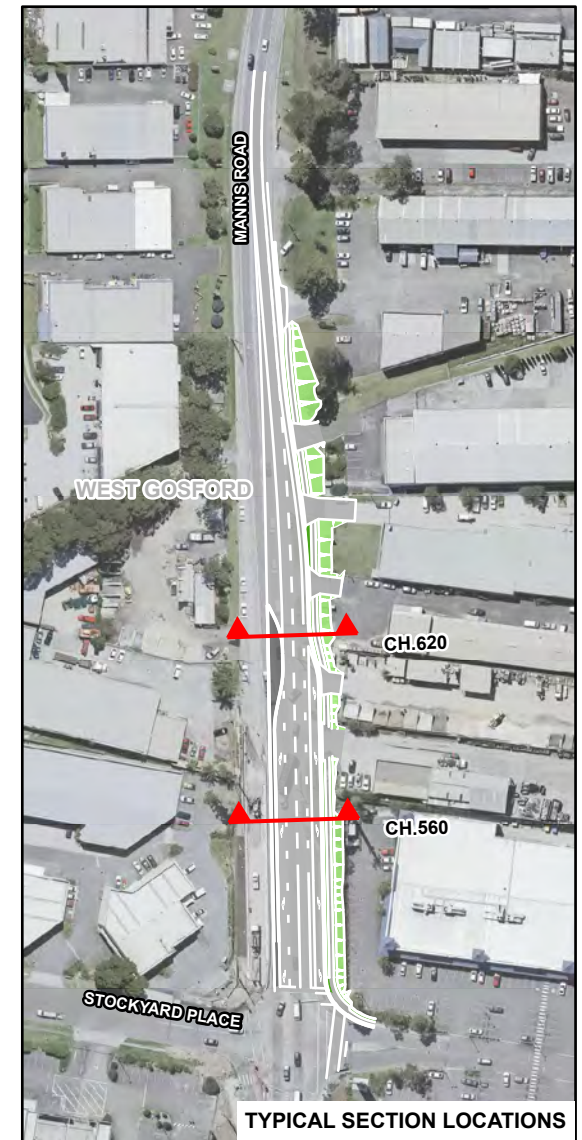 MANNS ROAD
WEST GOSFORD
CH.620
CH.560
STOCKYARD PLACE
TYPICAL SECTION LOCATIONS